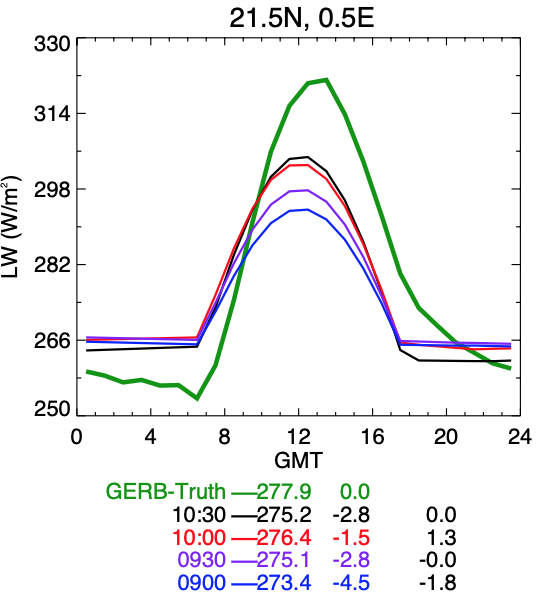 21.5N, 0.5E
330
314
298
282
266
250
LW (W/m²)
0 4 8 12 16 20 24
GMT
GERB-Truth —277.9 0.0
10:30 —275.2 -2.8 0.0
10:00 —276.4 -1.5 1.3
0930 —275.1 -2.8 -0.0
0900 —273.4 -4.5 -1.8